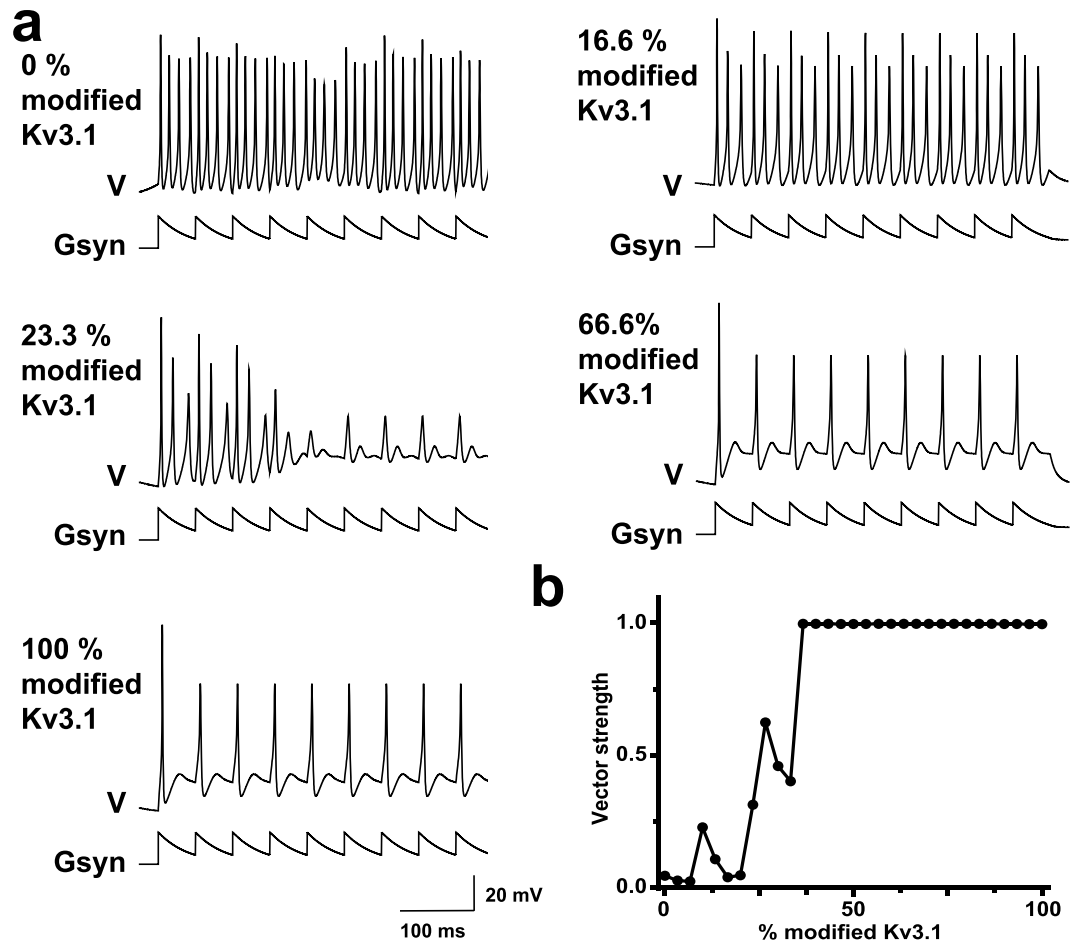 a
0 %
modified
Kv3.1
V
Gsyn
16.6 %
modified
Kv3.1
V
Gsyn
23.3 %
modified
Kv3.1
V
Gsyn
66.6%
modified
Kv3.1
V
Gsyn
100 %
modified
Kv3.1
V
Gsyn
20 mV
100 ms
b
1.0
0.5
0.0
Vector strength
0 50 100
% modified Kv3.1